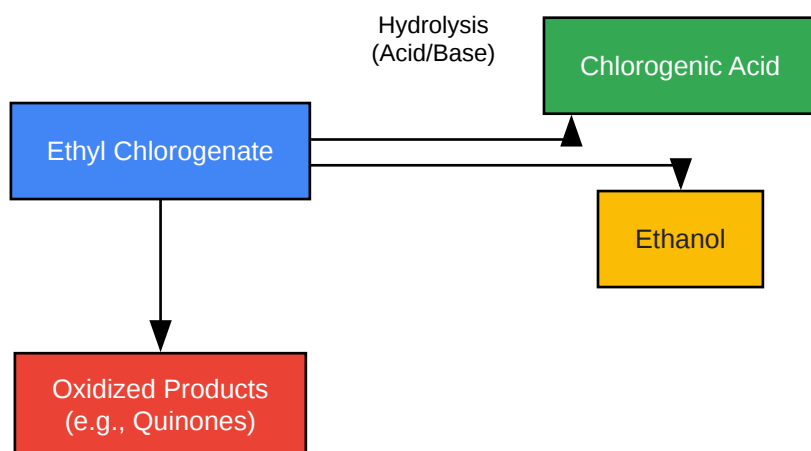 Hydrolysis
(Acid/Base)
Chlorogenic Acid
Ethyl Chlorogenate
Ethanol
Oxidized Products
(e.g., Quinones)